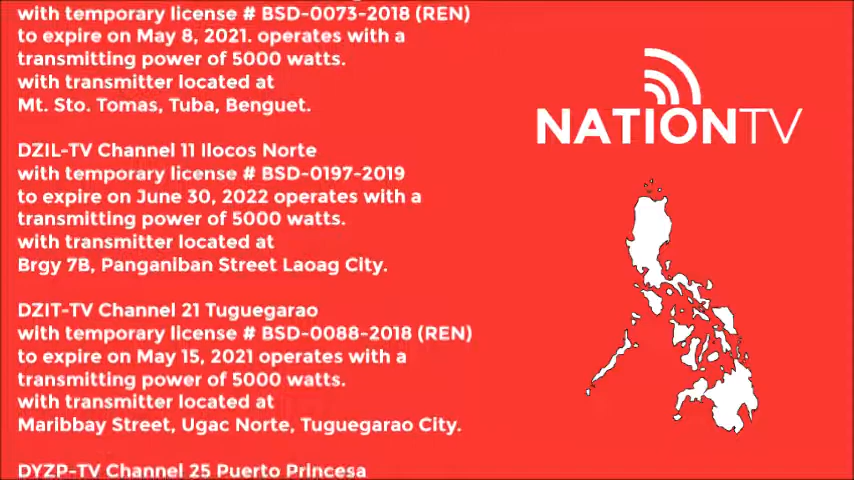 with temporary license # BSD-0073-2018 (REN)
to expire on May 8, 2021. operates with a
transmitting power of 5000 watts.
with transmitter located at
Mt. Sto. Tomas, Tuba, Benguet.
DZIL-TV Channel 11 Ilocos Norte
with temporary license # BSD-0197-2019
to expire on June 30, 2022 operates with a
transmitting power of 5000 watts.
with transmitter located at
Brgy 7B, Panganiban Street Laoag City.
DZIT-TV Channel 21 Tuguegarao
with temporary license # BSD-0088-2018 (REN)
to expire on May 15, 2021 operates with a
transmitting power of 5000 watts.
with transmitter located at
Maribbay Street, Ugac Norte, Tuguegarao City.
DYZP-TV Channel 25 Puerto Princesa
NATIONTV